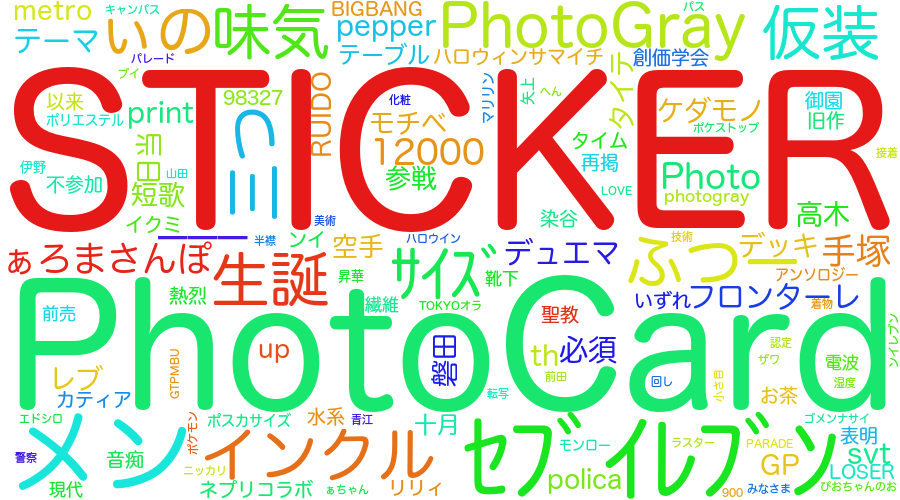 metro
キャンバス
いの
味気
BIGBANG
PhotoGray
バス
仮装
テーマ
pepper
テーブル
ハロウィンサマイチ
創価学会
パレード
ブイ
STICKER
以来
ポリエステル
print
98327
RUIDO
化粧
マリリン
矢上
へん
タイテ
ケダモノ
ポケストップ
御園
旧作
モチベ
12000
タイム
再掲
接着
伊野
不参加
田
山田
短歌
参戦
LOVE
Photo
photogray
イクミ
美術
染谷
高木
ぁ
ろまさんぽ
半襟
ンイ
空手
ハロウイン
サイズ
デュエマ
技術
ふつー
デッキ
手塚
生誕
昇華
靴下
アンソロジー
熱烈
繊維
TOKYOオラ
いずれ
フロンターレ
着物
前売
PhotoCard
聖教
ソイレブン
up
磐田
th
必須
認定
ザワ
電波
GTPMBU
前田
レブ
カティア
転写
回し
小さ目
お茶
湿度
エドシロ
ポケモン
ポスカサイズ
水系
青江
十月
セブイレブン
ゴメンナサイ
メン
インクル
モンロー
ラスター
PARADE
表明
警察
音痴
ニッカリ
svt
現代
ネプリコラボ
ぁちゃん
リリィ
polica
GP
LOSER
900
みなさま
ぴおちゃんのお